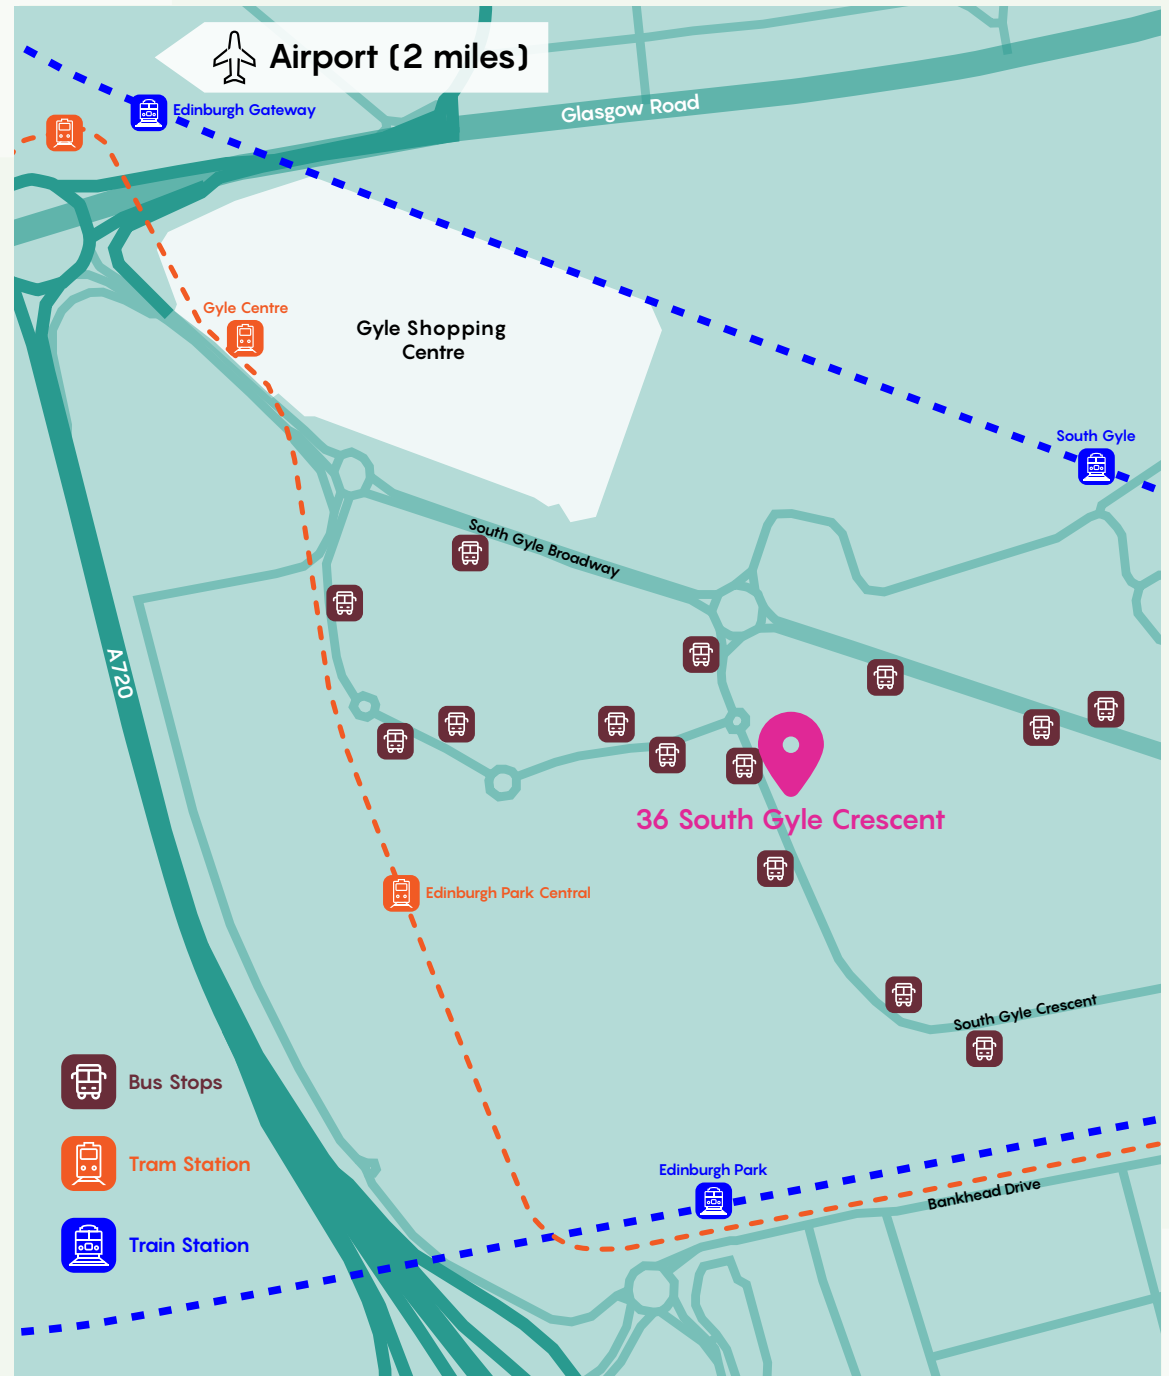 Airport (2 miles)
Edinburgh Gateway
Glasgow Road
Gyle Centre
Gyle Shopping
Centre
South Gyle
South Gyle Broadway
A720
36 South Gyle Crescent
Edinburgh Park Central
South Gyle Crescent
Bus Stops
Tram Station
Edinburgh Park
Bankhead Drive
Train Station